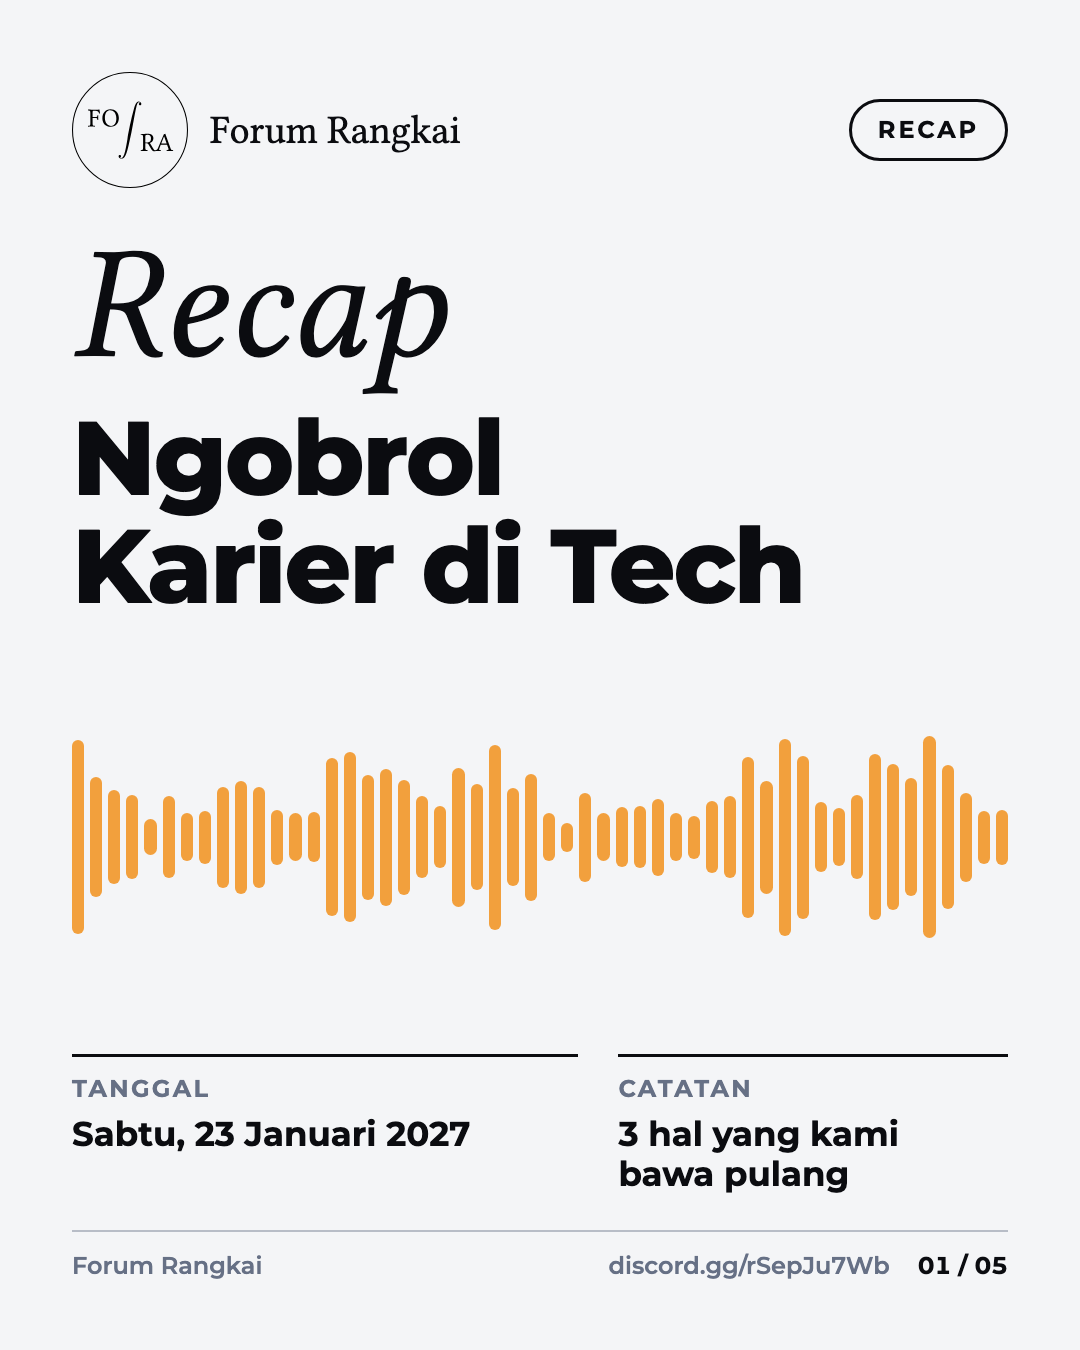 FO
RA
Forum Rangkai
RECAP
Recap
Ngobrol
Karier di Tech
TANGGAL
Sabtu, 23 Januari 2027
CATATAN
3 hal yang kami
bawa pulang
Forum Rangkai
discord.gg/rSepJu7Wb
01 / 05